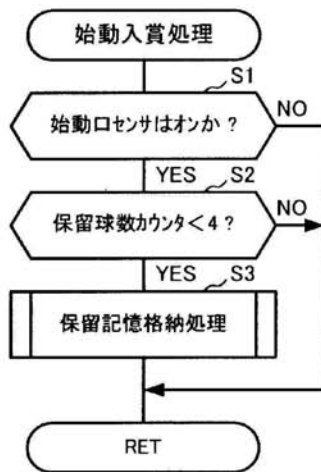 始動入賞処理
S1
始動口センサはオンか？
NO
YES
S2
保留球数カウンタ＜4？
NO
YES
S3
保留記憶格納処理
RET